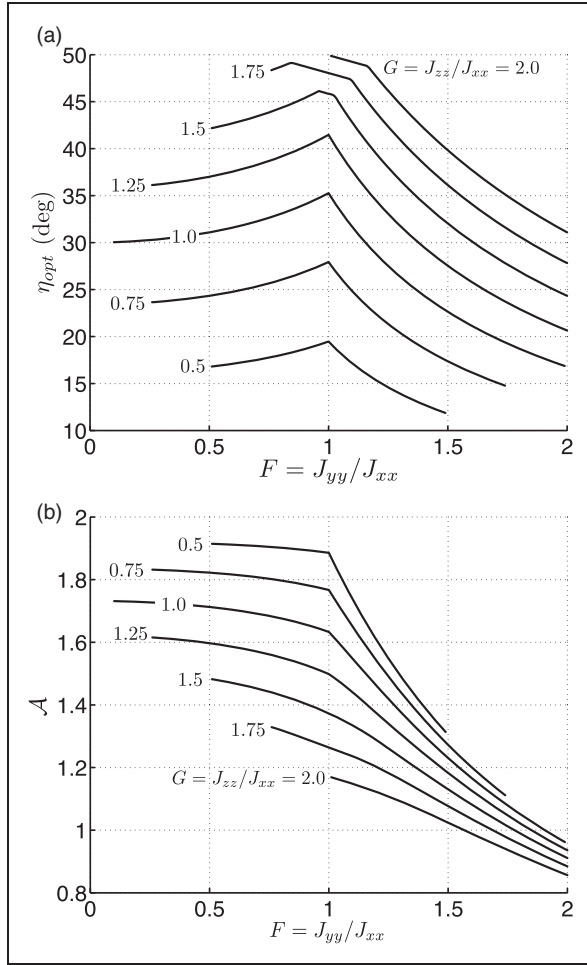 (a)
50
45
40
35
30
25
20
15
10
η_opt (deg)
G = J_zz/J_xx = 2.0
1.75
1.5
1.25
1.0
0.75
0.5
0 0.5 1 1.5 2
F = J_yy/J_xx
(b)
2
1.8
1.6
1.4
1.2
1
0.8
𝒜
0.5
0.75
1.0
1.25
1.5
1.75
G = J_zz/J_xx = 2.0
0 0.5 1 1.5 2
F = J_yy/J_xx